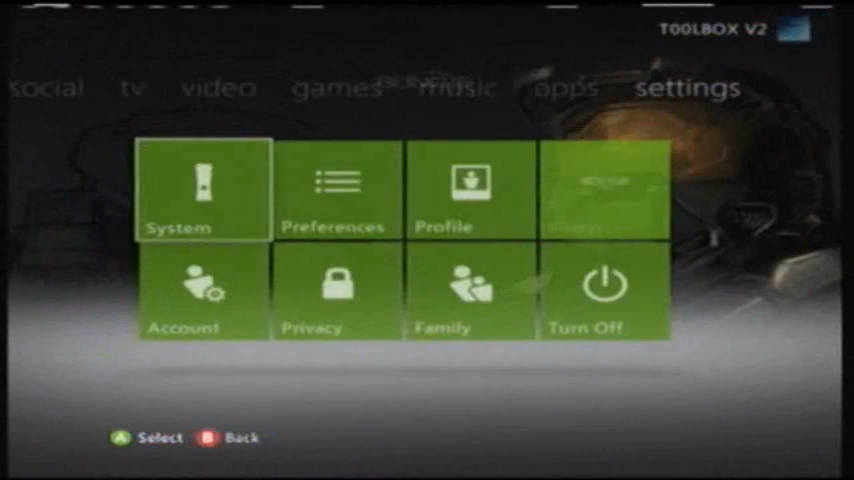 T00LBOX V2
social tv video games music apps settings
System Preferences Profile
Account Privacy Family Turn Off
A Select B Back